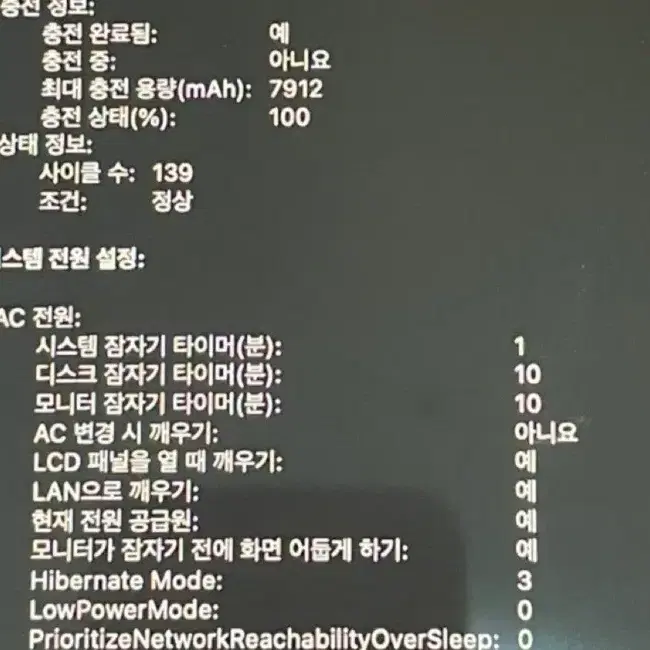 충전 정보:
충전 완료됨: 예
충전 중: 아니요
최대 충전 용량(mAh): 7912
충전 상태(%): 100
상태 정보:
사이클 수: 139
조건: 정상
스템 전원 설정:
AC 전원:
시스템 잠자기 타이머(분): 1
디스크 잠자기 타이머(분): 10
모니터 잠자기 타이머(분): 10
AC 변경 시 깨우기: 아니요
LCD 패널을 열 때 깨우기: 예
LAN으로 깨우기: 예
현재 전원 공급원: 예
모니터가 잠자기 전에 화면 어둡게 하기: 예
Hibernate Mode: 3
LowPowerMode: 0
PrioritizeNetworkReachabilityOverSleep: 0